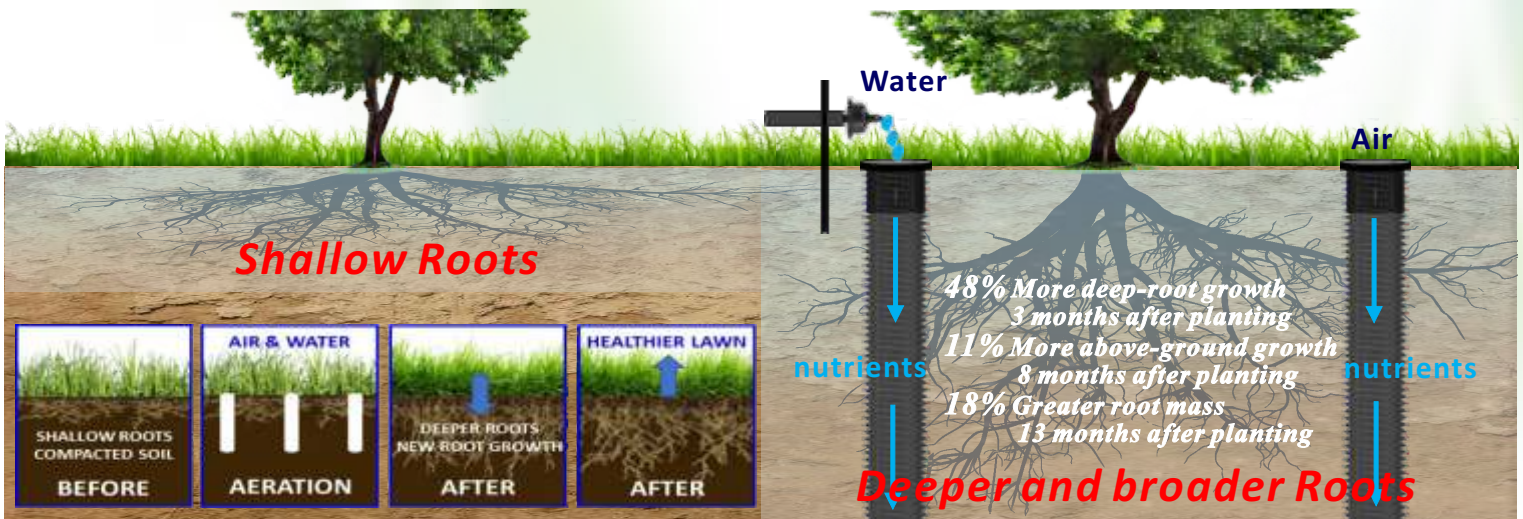 Shallow Roots
SHALLOW ROOTS
COMPACTED SOIL
BEFORE
AIR & WATER
AERATION
DEEPER ROOTS
NEW ROOT GROWTH
AFTER
HEALTHIER LAWN
AFTER
Water
Air
48% More deep-root growth
3 months after planting
11% More above-ground growth
8 months after planting
18% Greater root mass
13 months after planting
nutrients
nutrients
Deeper and broader Roots